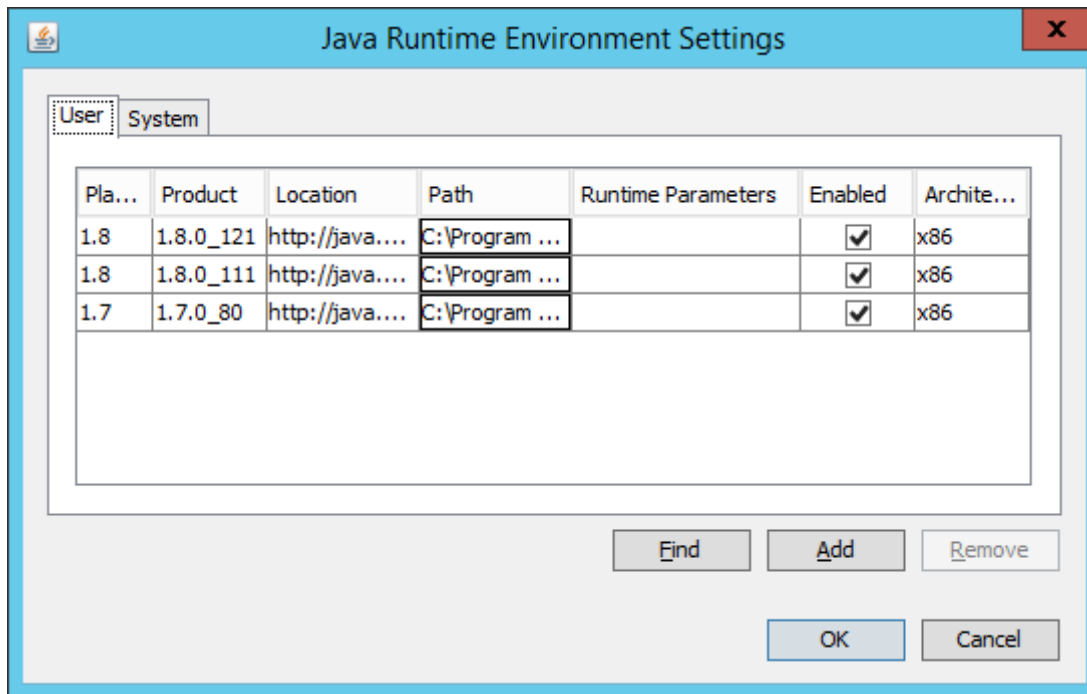 Java Runtime Environment Settings
x
User System
Pla... Product Location Path Runtime Parameters Enabled Archite...
1.8 1.8.0_121 http://java.... C:\Program ... x86
1.8 1.8.0_111 http://java.... C:\Program ... x86
1.7 1.7.0_80 http://java.... C:\Program ... x86
Find Add Remove
OK Cancel